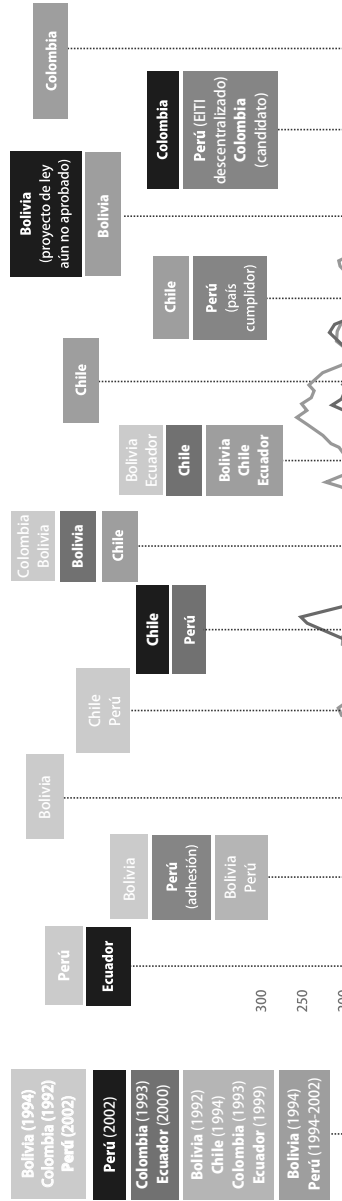 Bolivia (1994)
Colombia (1992)
Perú (2002)
Perú (2002)
Colombia (1993)
Ecuador (2000)
Bolivia (1992)
Chile (1994)
Colombia (1993)
Ecuador (1999)
Bolivia (1994)
Perú (1994-2002)
300
250
200
Perú
Ecuador
Bolivia
Perú
(adhesión)
Bolivia
Perú
Bolivia
Chile
Perú
Chile
Perú
Colombia
Bolivia
Bolivia
Chile
Bolivia
Ecuador
Chile
Bolivia
Chile
Ecuador
Chile
Chile
Perú
(país
cumplidor)
Bolivia
(proyecto de ley
aún no aprobado)
Bolivia
Colombia
Perú (EITI
descentralizado)
Colombia
(candidato)
Colombia